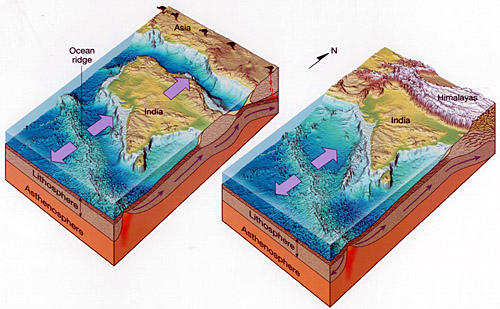 Asia
Ocean
ridge
India
Lithosphere
Asthenosphere
N
Himalayas
India
Lithosphere
Asthenosphere